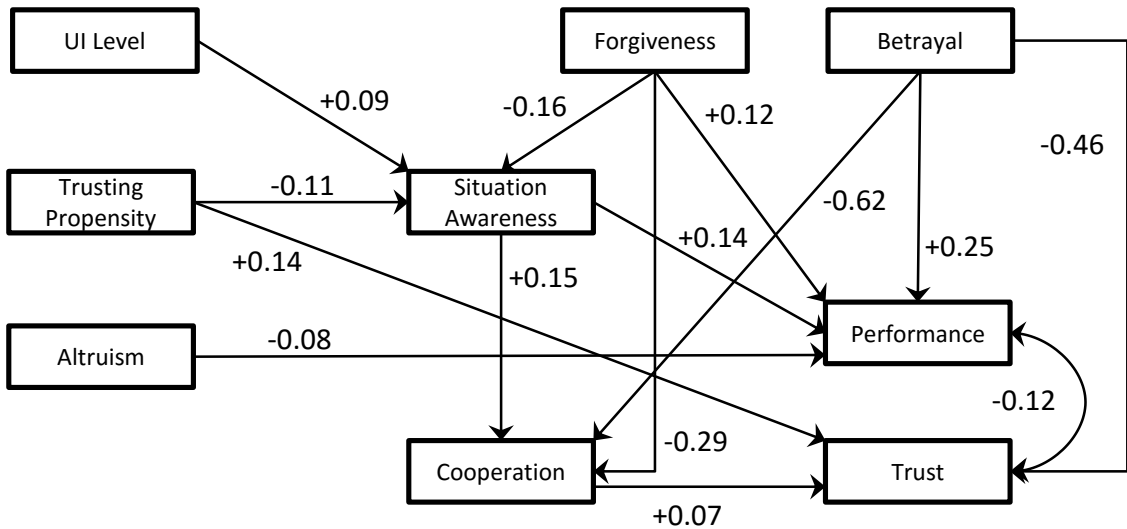 UI Level
Forgiveness
Betrayal
+0.09
-0.16
+0.12
-0.46
Trusting
Propensity
-0.11
Situation
Awareness
-0.62
+0.14
+0.14
+0.15
+0.25
Altruism
-0.08
Performance
-0.12
Cooperation
-0.29
Trust
+0.07